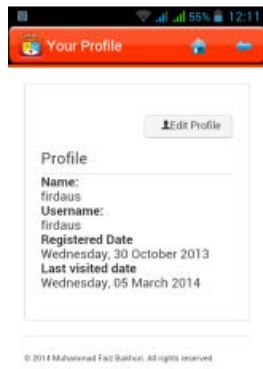 55% 12:11
Your Profile
Edit Profile
Profile
Name:
firdaus
Username:
firdaus
Registered Date
Wednesday, 30 October 2013
Last visited date
Wednesday, 05 March 2014
© 2014 Muhammad Faiz Bakhori. All rights reserved.